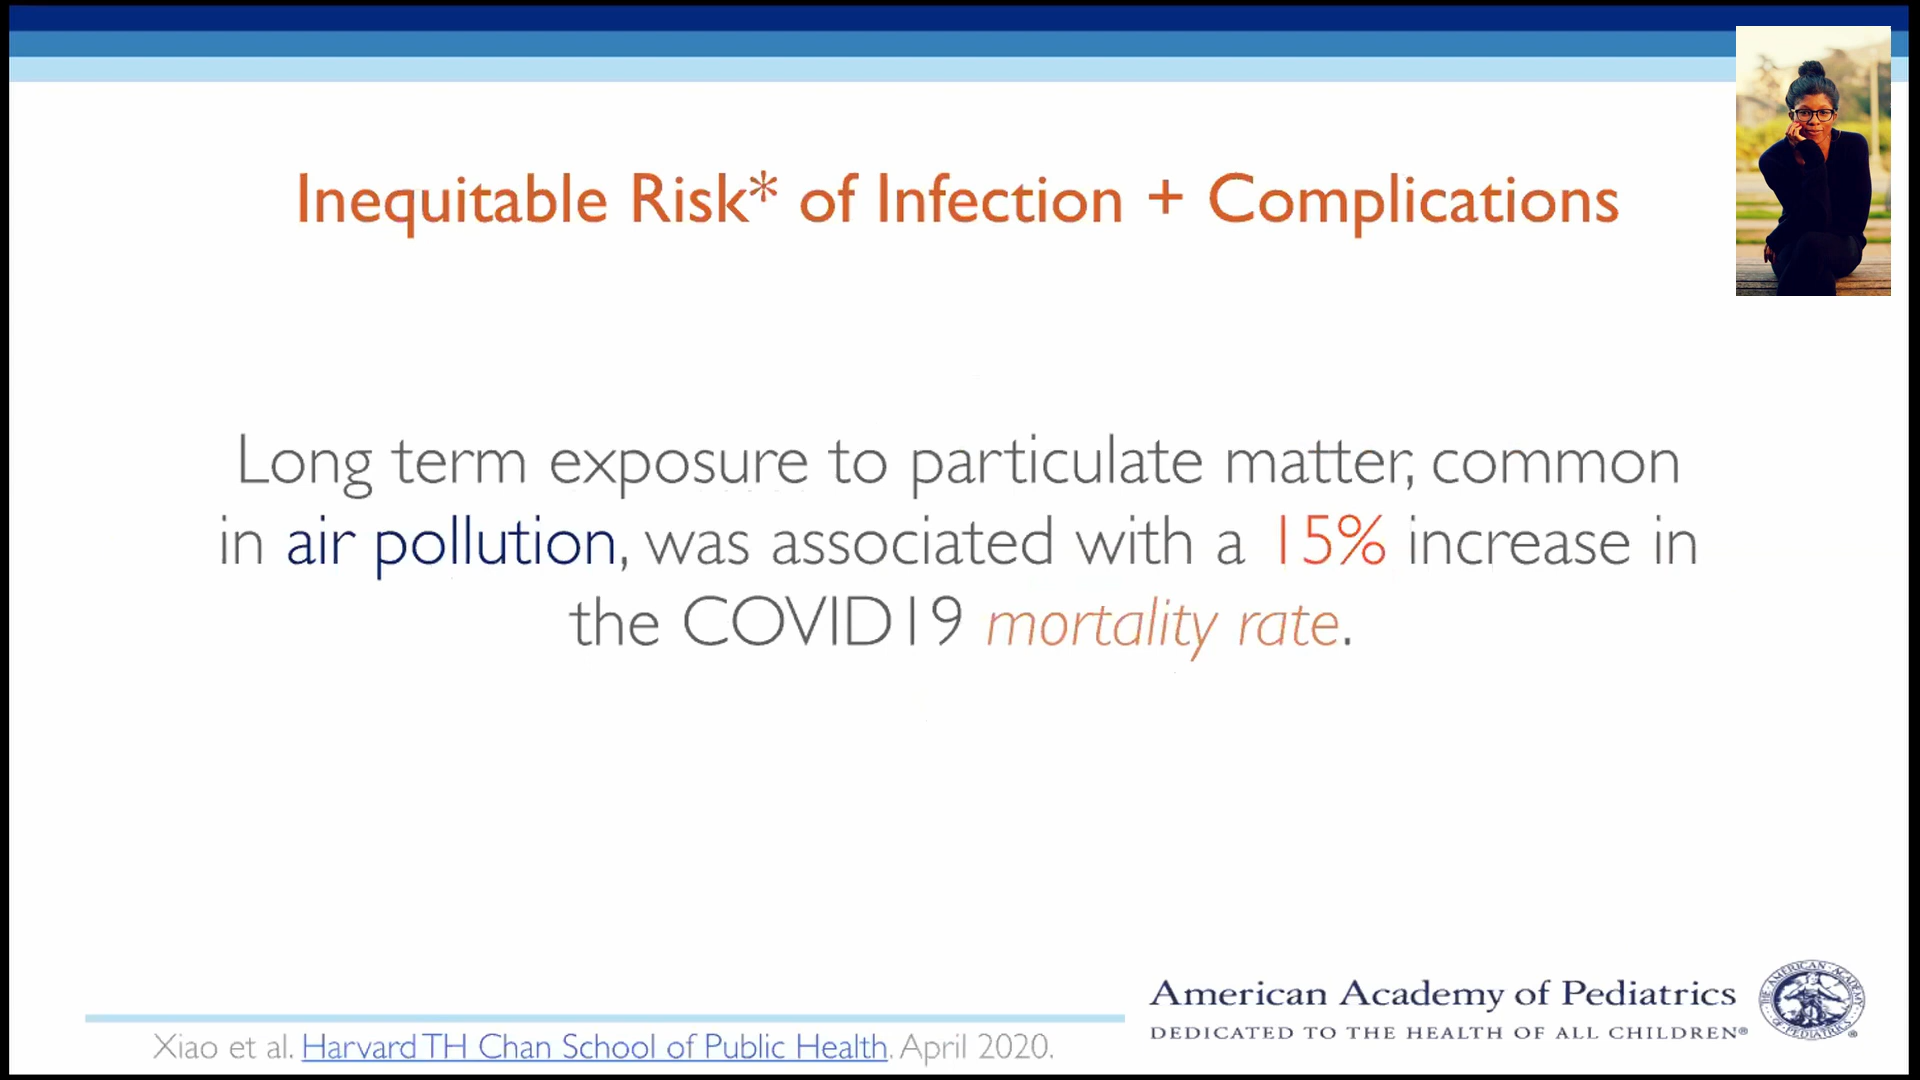 Inequitable Risk* of Infection + Complications
Long term exposure to particulate matter, common
in air pollution, was associated with a 15% increase in
the COVID19 mortality rate.
American Academy of Pediatrics
DEDICATED TO THE HEALTH OF ALL CHILDREN®
Xiao et al. Harvard TH Chan School of Public Health. April 2020.